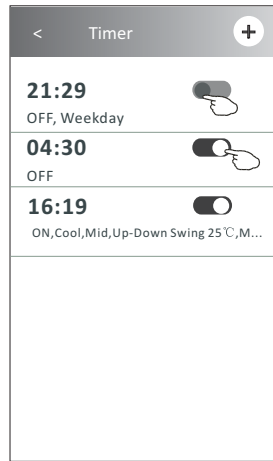 < Timer +
21:29
OFF, Weekday
04:30
OFF
16:19
ON,Cool,Mid,Up-Down Swing 25℃,M...